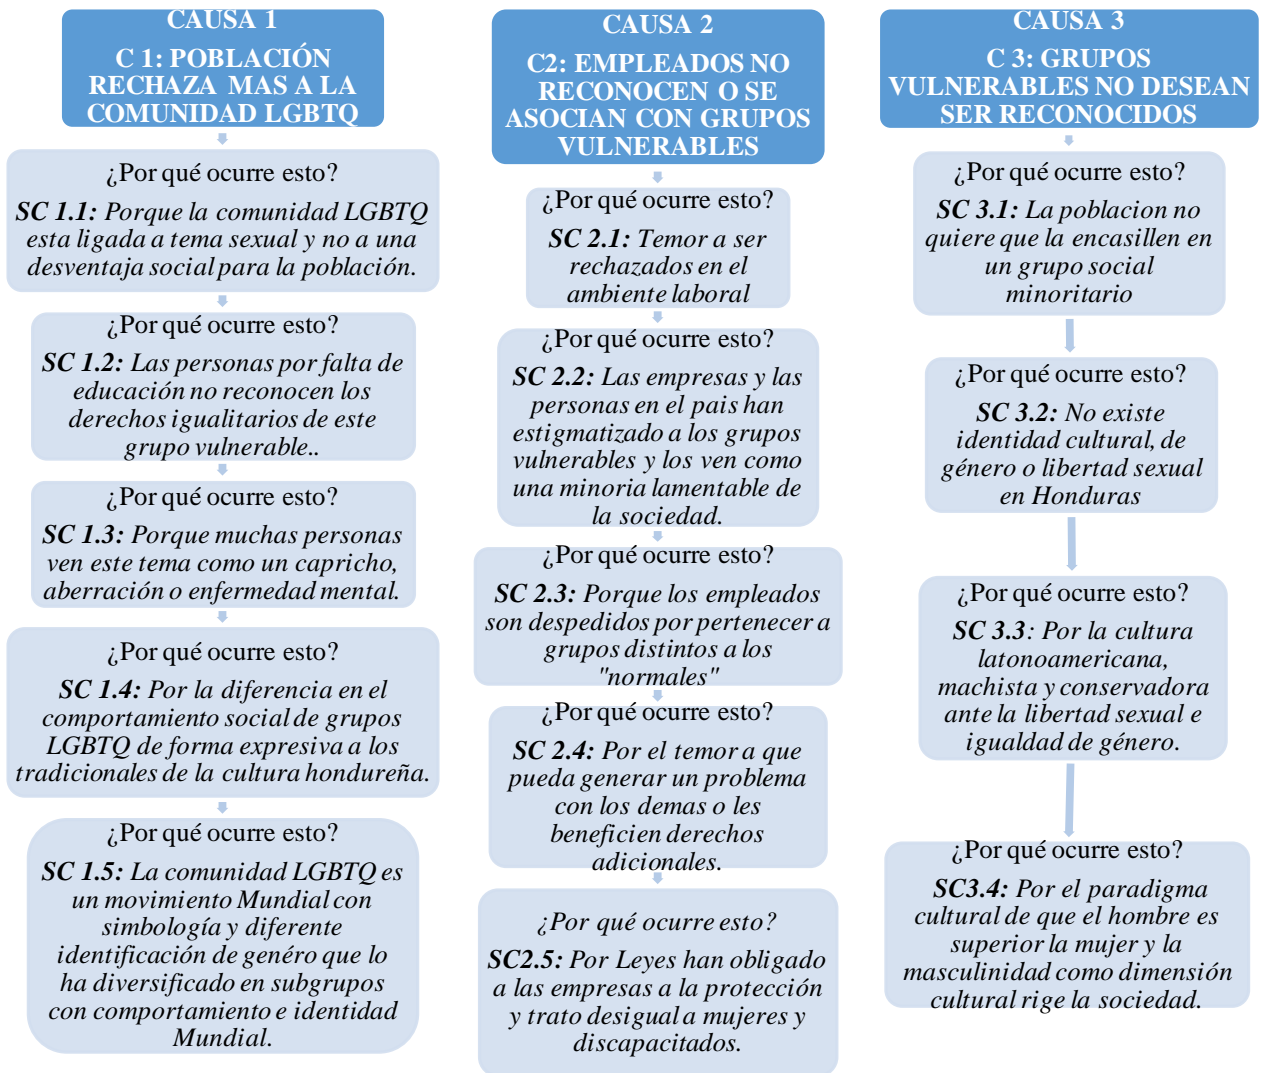 CAUSA 1
C 1: POBLACIÓN
RECHAZA MAS A LA
COMUNIDAD LGBTQ
¿Por qué ocurre esto?
SC 1.1: Porque la comunidad LGBTQ
esta ligada a tema sexual y no a una
desventaja social para la población.
¿Por qué ocurre esto?
SC 1.2: Las personas por falta de
educación no reconocen los
derechos igualitarios de este
grupo vulnerable..
¿Por qué ocurre esto?
SC 1.3: Porque muchas personas
ven este tema como un capricho,
aberración o enfermedad mental.
¿Por qué ocurre esto?
SC 1.4: Por la diferencia en el
comportamiento social de grupos
LGBTQ de forma expresiva a los
tradicionales de la cultura hondureña.
¿Por qué ocurre esto?
SC 1.5: La comunidad LGBTQ es
un movimiento Mundial con
simbología y diferente
identificación de genéro que lo
ha diversificado en subgrupos
con comportamiento e identidad
Mundial.
CAUSA 2
C2: EMPLEADOS NO
RECONOCEN O SE
ASOCIAN CON GRUPOS
VULNERABLES
¿Por qué ocurre esto?
SC 2.1: Temor a ser
rechazados en el
ambiente laboral
¿Por qué ocurre esto?
SC 2.2: Las empresas y las
personas en el pais han
estigmatizado a los grupos
vulnerables y los ven como
una minoria lamentable de
la sociedad.
¿Por qué ocurre esto?
SC 2.3: Porque los empleados
son despedidos por pertenecer a
grupos distintos a los
"normales"
¿Por qué ocurre esto?
SC 2.4: Por el temor a que
pueda generar un problema
con los demas o les
beneficien derechos
adicionales.
¿Por qué ocurre esto?
SC2.5: Por Leyes han obligado
a las empresas a la protección
y trato desigual a mujeres y
discapacitados.
CAUSA 3
C 3: GRUPOS
VULNERABLES NO DESEAN
SER RECONOCIDOS
¿Por qué ocurre esto?
SC 3.1: La poblacion no
quiere que la encasillen en
un grupo social
minoritario
¿Por qué ocurre esto?
SC 3.2: No existe
identidad cultural, de
género o libertad sexual
en Honduras
¿Por qué ocurre esto?
SC 3.3: Por la cultura
latonoamericana,
machista y conservadora
ante la libertad sexual e
igualdad de género.
¿Por qué ocurre esto?
SC3.4: Por el paradigma
cultural de que el hombre es
superior la mujer y la
masculinidad como dimensión
cultural rige la sociedad.